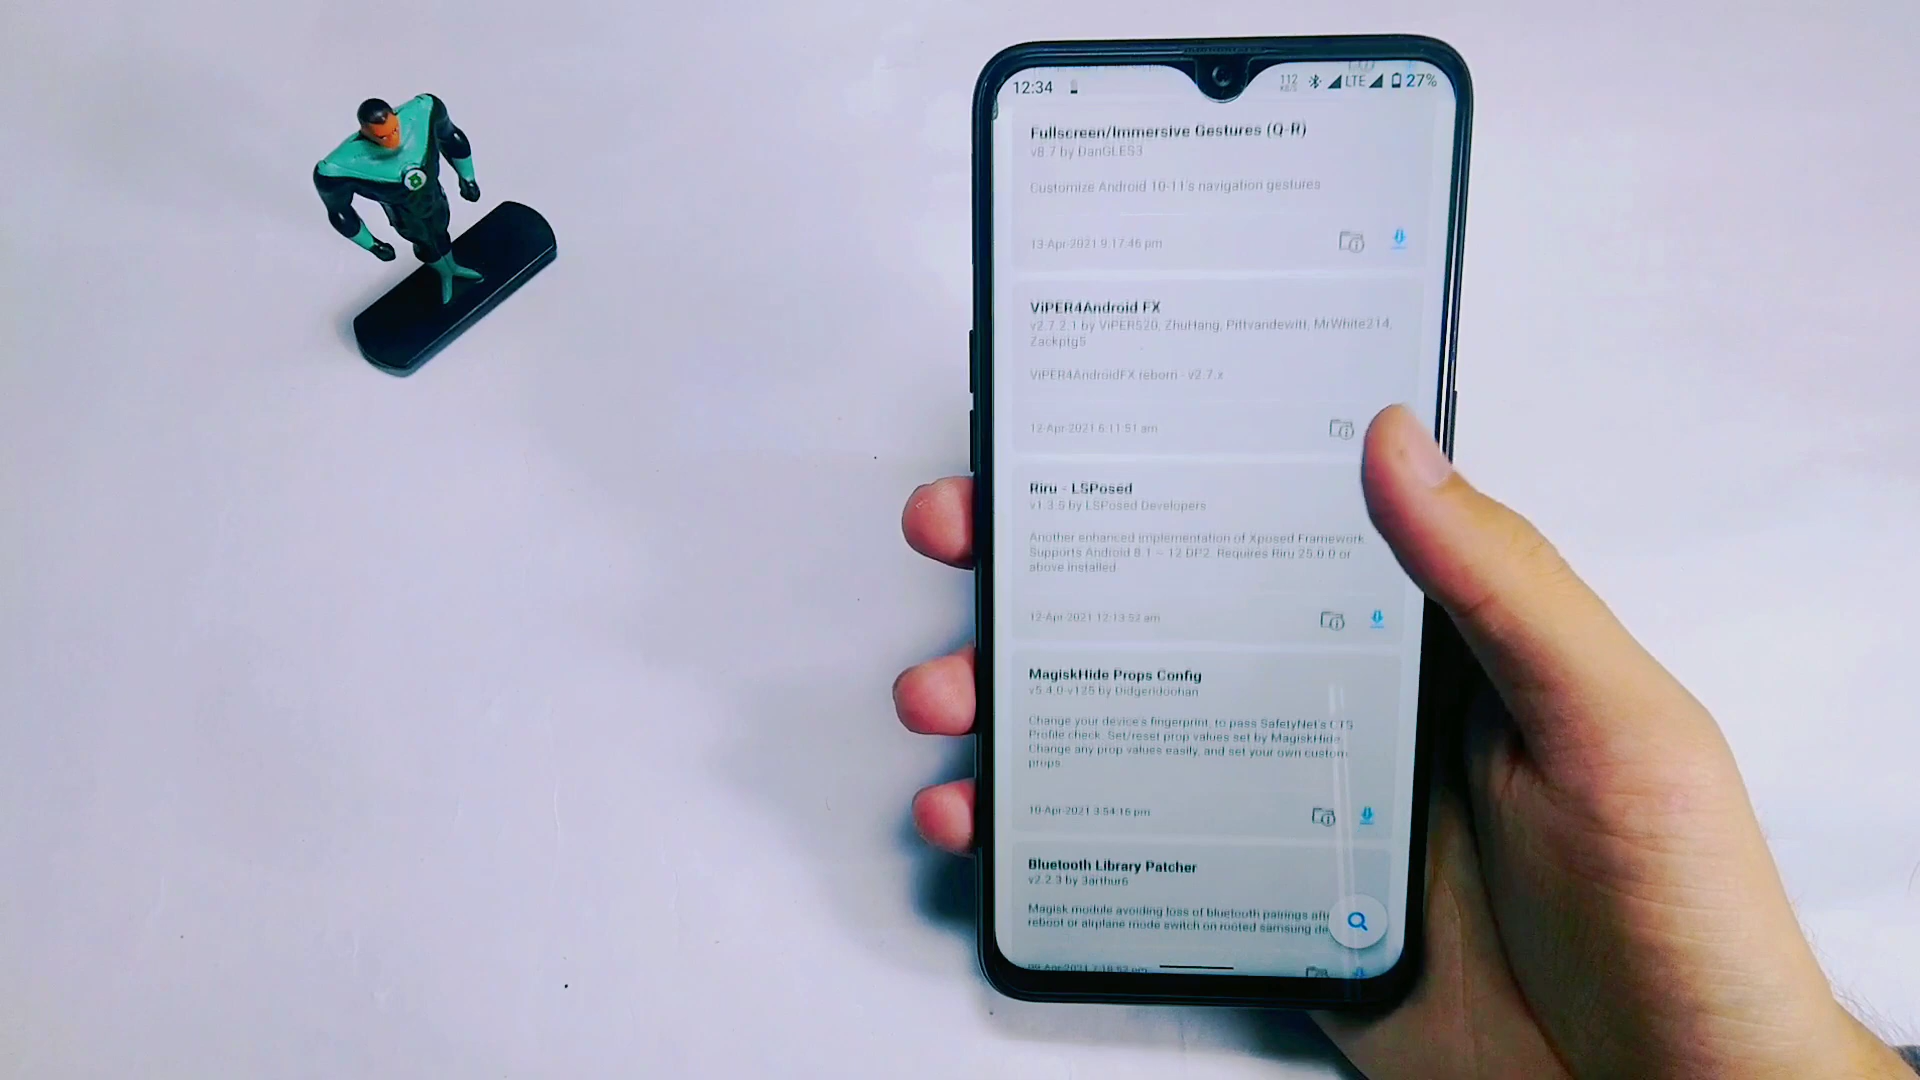 12:34
112
KB/S
LTE
27%
Fullscreen/Immersive Gestures (Q-R)
v8.7 by DanGLES3
Customize Android 10-11's navigation gestures
13-Apr-2021 9:17:46 pm
ViPER4Android FX
v2.7.2.1 by ViPER520, ZhuHang, Pittvandewitt, MrWhite214,
Zackptg5
ViPER4AndroidFX reborn - v2.7.x
12-Apr-2021 6:11:51 am
Riru - LSPosed
v1.3.5 by LSPosed Developers
Another enhanced implementation of Xposed Framework.
Supports Android 8.1 ~ 12 DP2. Requires Riru 25.0.0 or
above installed.
12-Apr-2021 12:13:52 am
MagiskHide Props Config
v5.4.0-v125 by Didgeridoohan
Change your device's fingerprint, to pass SafetyNet's CTS
Profile check. Set/reset prop values set by MagiskHide.
Change any prop values easily, and set your own custom
props.
10-Apr-2021 3:54:16 pm
Bluetooth Library Patcher
v2.2.3 by 3arthur6
Magisk module avoiding loss of bluetooth pairings aft
reboot or airplane mode switch on rooted samsung de